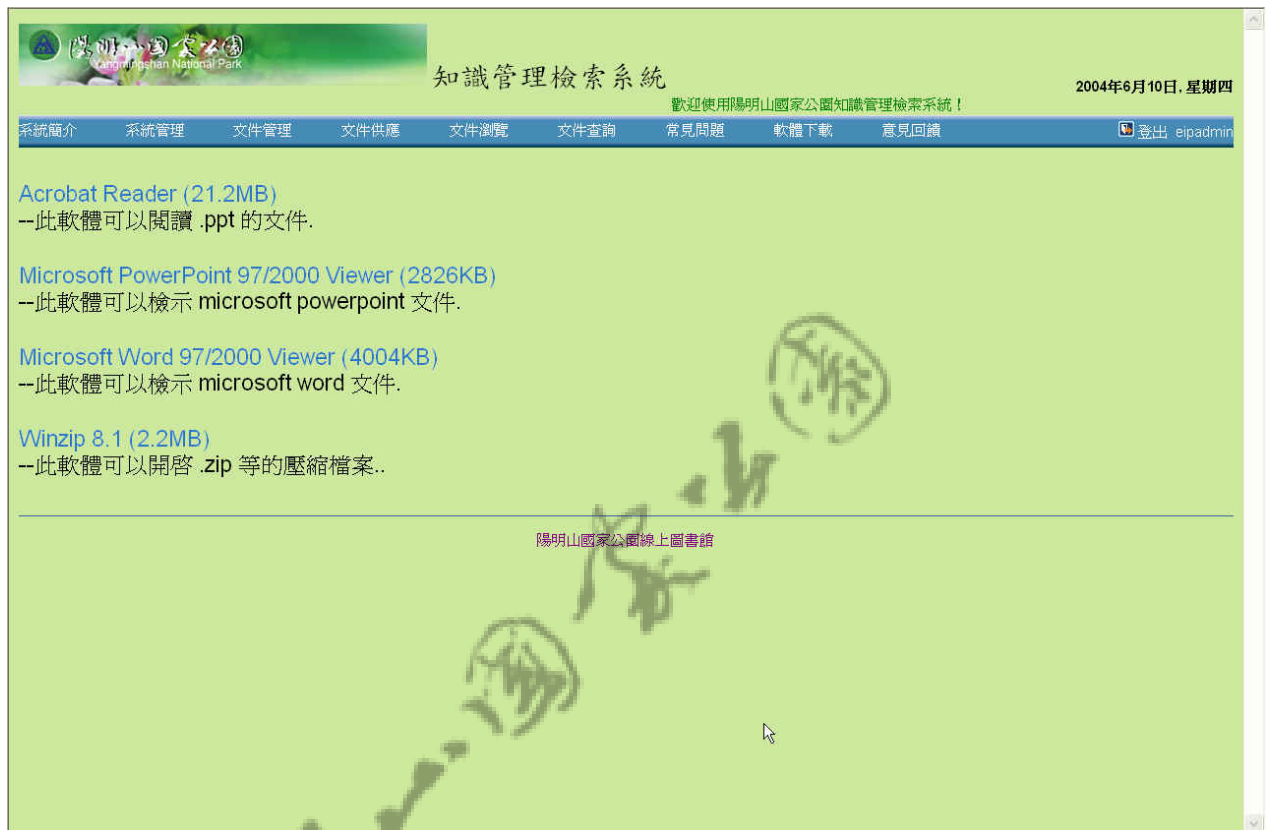 陽明山國家公園
Yangmingshan National Park
知識管理檢索系統
2004年6月10日, 星期四
歡迎使用陽明山國家公園知識管理檢索系統！
系統簡介 系統管理 文件管理 文件供應 文件瀏覽 文件查詢 常見問題 軟體下載 意見回饋 登出 eipadmin
Acrobat Reader (21.2MB)
--此軟體可以閱讀 .ppt 的文件.
Microsoft PowerPoint 97/2000 Viewer (2826KB)
--此軟體可以檢示 microsoft powerpoint 文件.
Microsoft Word 97/2000 Viewer (4004KB)
--此軟體可以檢示 microsoft word 文件.
Winzip 8.1 (2.2MB)
--此軟體可以開啓 .zip 等的壓縮檔案..
陽明山國家公園線上圖書館